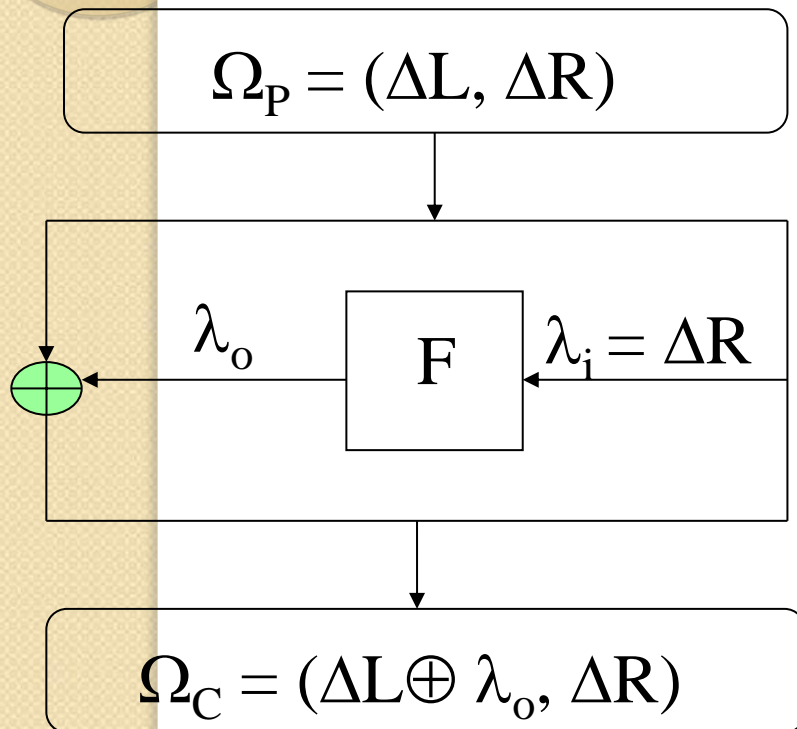 Ω_P = (ΔL, ΔR)
λ_o
F
λ_i = ΔR
Ω_C = (ΔL⊕ λ_o, ΔR)